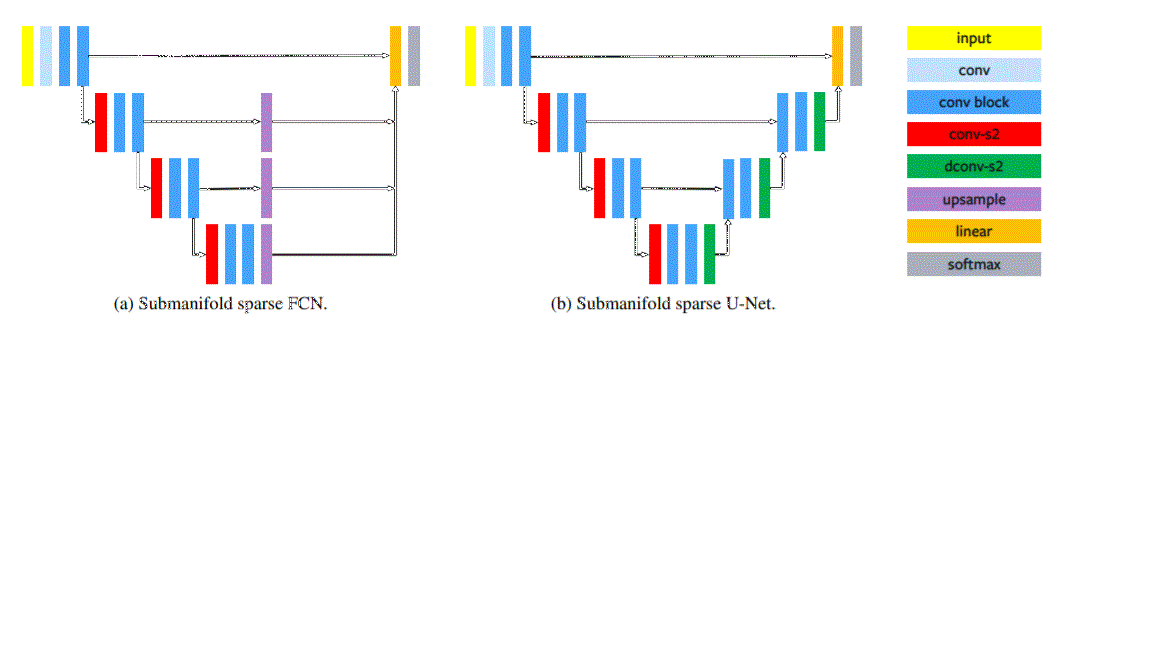 input
conv
conv block
conv-s2
dconv-s2
upsample
linear
softmax
(a) Submanifold sparse FCN.
(b) Submanifold sparse U-Net.